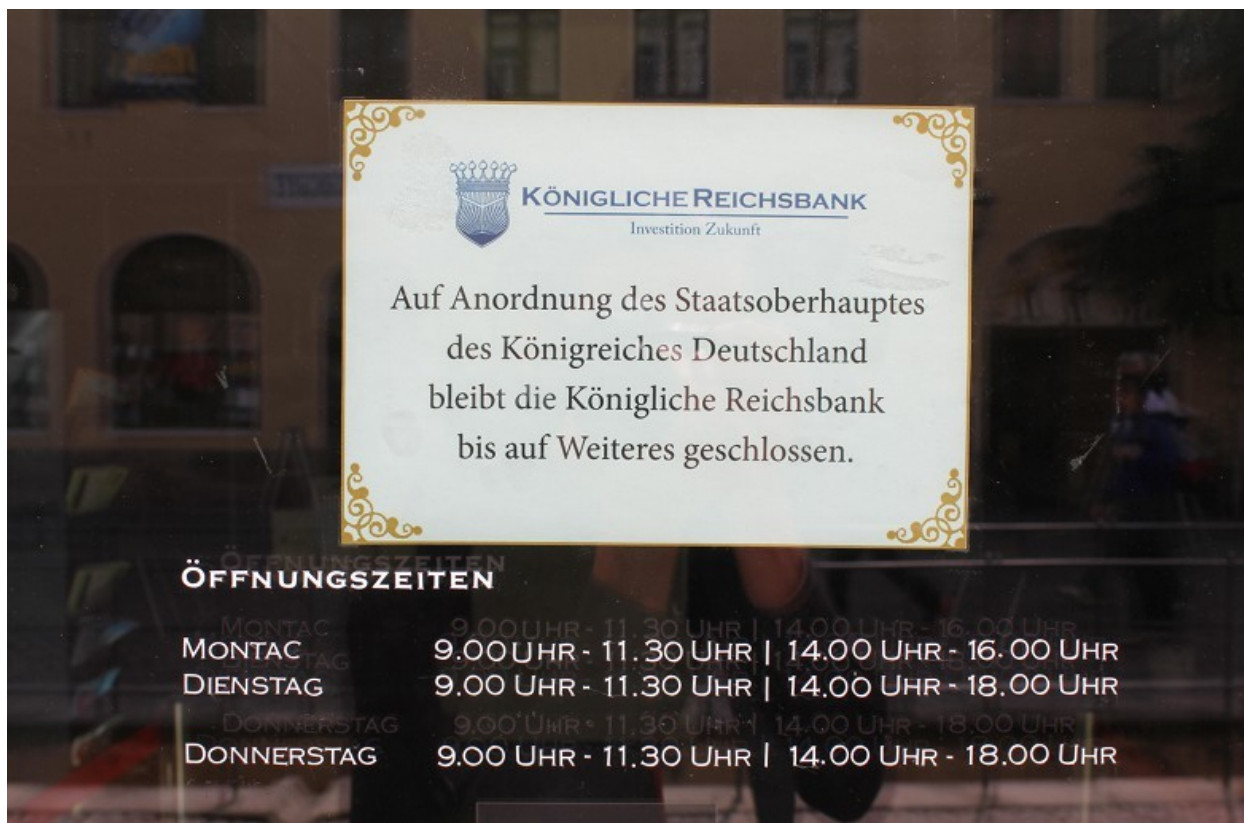 KÖNIGLICHE REICHSBANK
Investition Zukunft
Auf Anordnung des Staatsoberhauptes
des Königreiches Deutschland
bleibt die Königliche Reichsbank
bis auf Weiteres geschlossen.
ÖFFNUNGSZEITEN
MONTAC 9.00 UHR - 11.30 UHR | 14.00 UHR - 16.00 UHR
DIENSTAG 9.00 UHR - 11.30 UHR | 14.00 UHR - 18.00 UHR
DONNERSTAG 9.00 UHR - 11.30 UHR | 14.00 UHR - 18.00 UHR